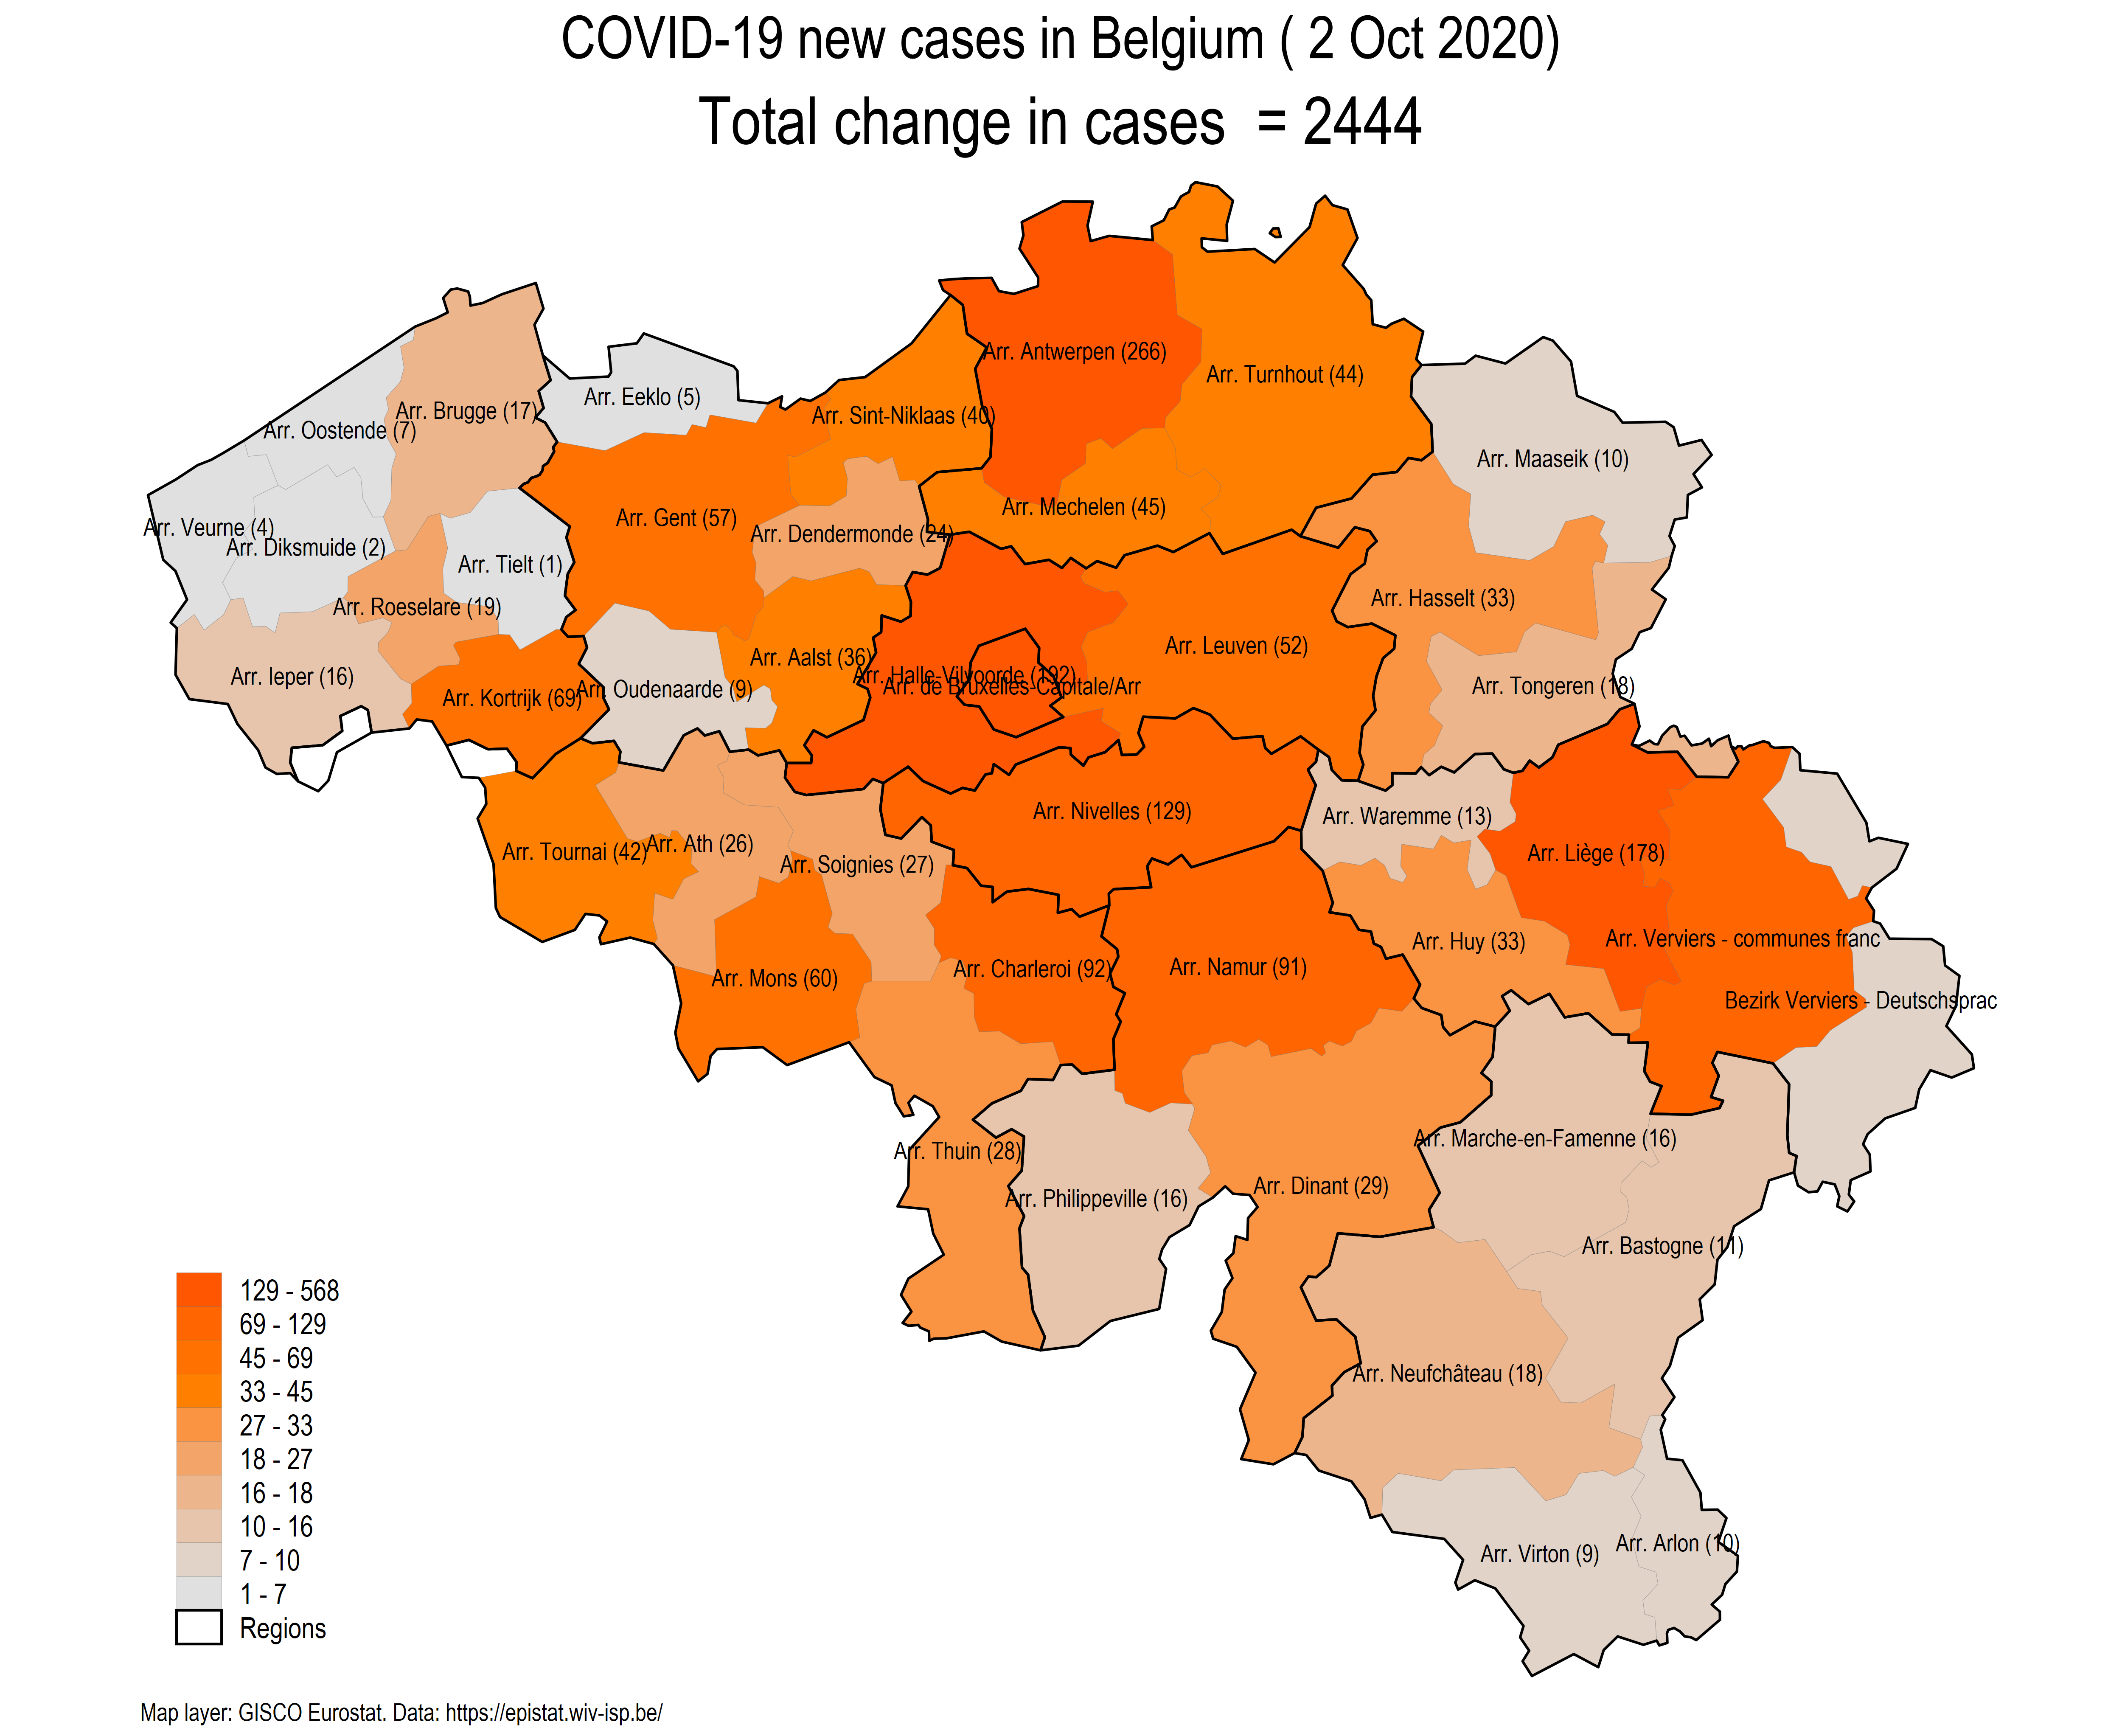 COVID-19 new cases in Belgium ( 2 Oct 2020)
Total change in cases = 2444
Arr. Antwerpen (266)
Arr. Turnhout (44)
Arr. Eeklo (5)
Arr. Brugge (17)
Arr. Sint-Niklaas (40)
Arr. Oostende (7)
Arr. Maaseik (10)
Arr. Mechelen (45)
Arr. Gent (57)
Arr. Veurne (4)
Arr. Dendermonde (24)
Arr. Diksmuide (2)
Arr. Tielt (1)
Arr. Hasselt (33)
Arr. Roeselare (19)
Arr. Leuven (52)
Arr. Aalst (36)
Arr. Halle-Vilvoorde (192)
Arr. Ieper (16)
Arr. de Bruxelles-Capitale/Arr
Arr. Tongeren (18)
Arr. Oudenaarde (9)
Arr. Kortrijk (69)
Arr. Nivelles (129)
Arr. Waremme (13)
Arr. Ath (26)
Arr. Tournai (42)
Arr. Liège (178)
Arr. Soignies (27)
Arr. Verviers - communes franc
Arr. Huy (33)
Arr. Namur (91)
Arr. Charleroi (92)
Arr. Mons (60)
Bezirk Verviers - Deutschsprac
Arr. Marche-en-Famenne (16)
Arr. Thuin (28)
Arr. Dinant (29)
Arr. Philippeville (16)
Arr. Bastogne (11)
Arr. Neufchâteau (18)
Arr. Arlon (10)
Arr. Virton (9)
129 - 568
69 - 129
45 - 69
33 - 45
27 - 33
18 - 27
16 - 18
10 - 16
7 - 10
1 - 7
Regions
Map layer: GISCO Eurostat. Data: https://epistat.wiv-isp.be/